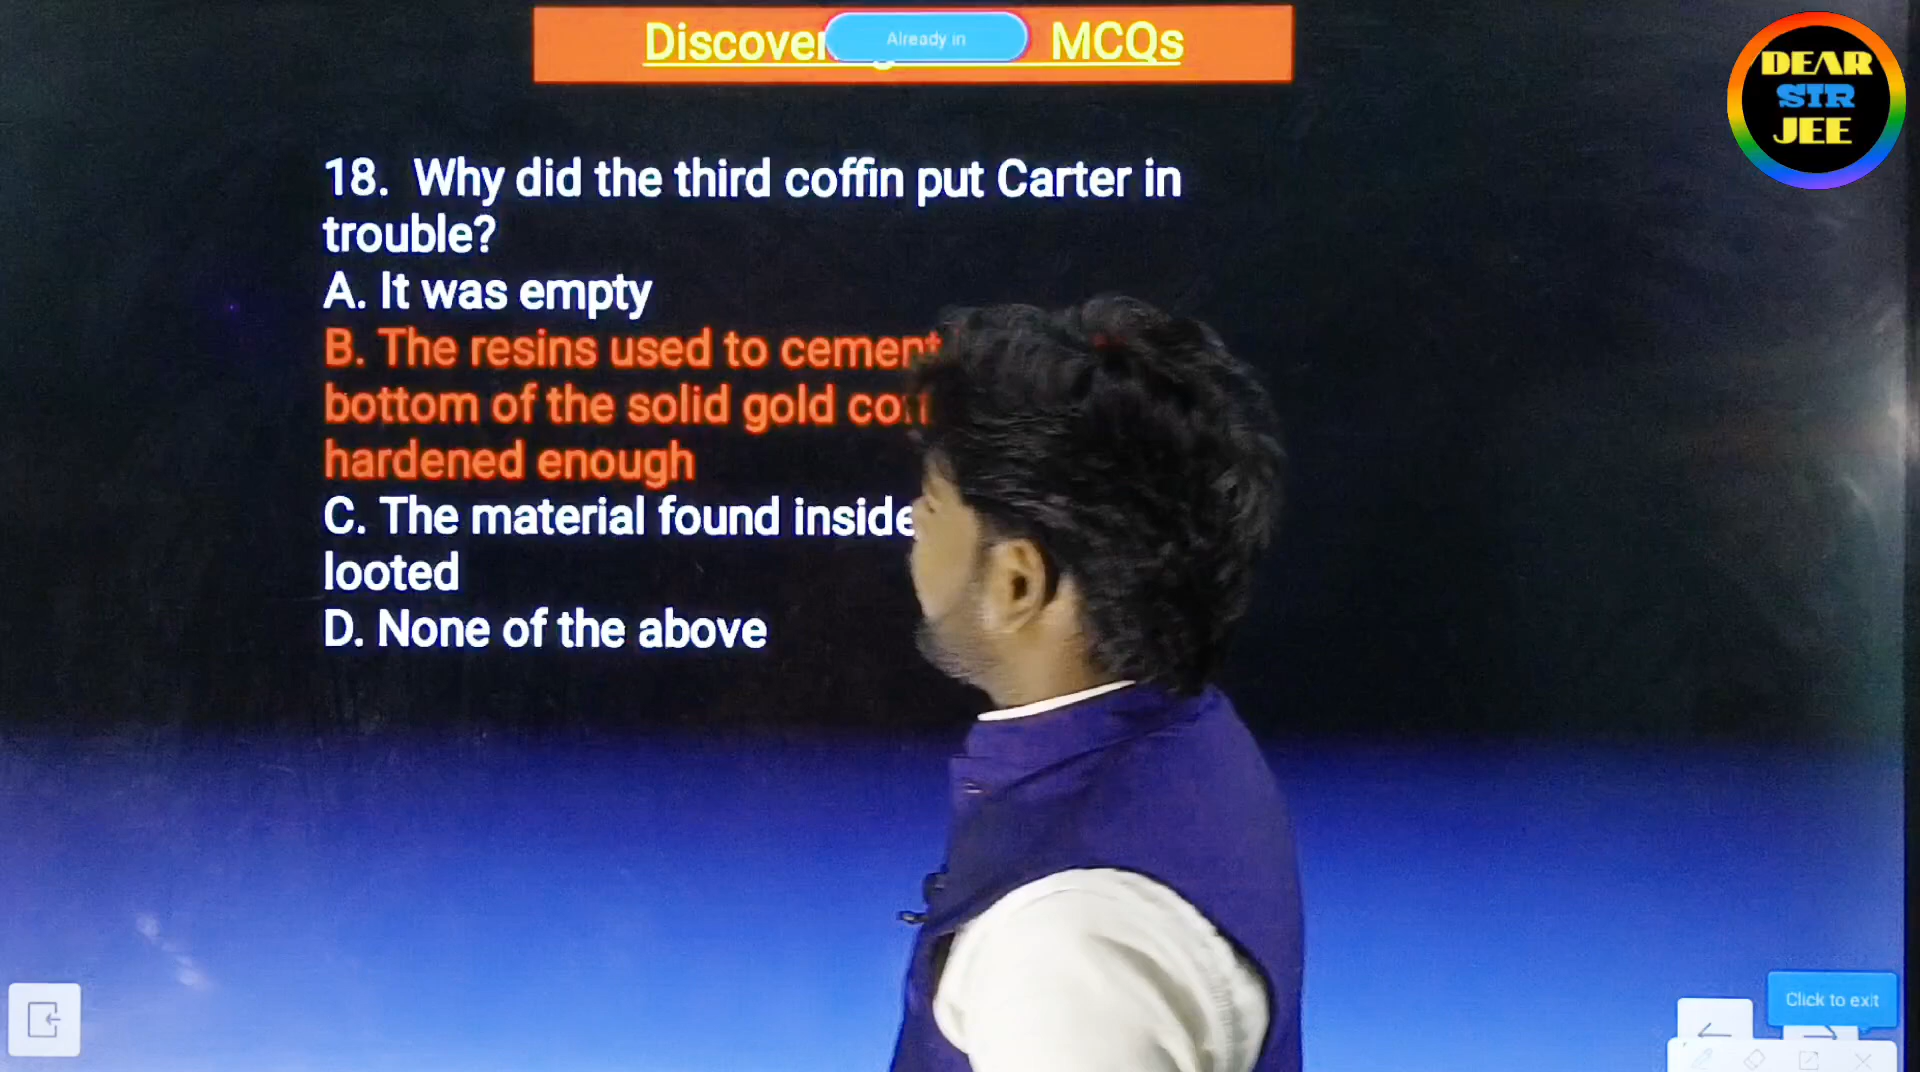 Discover MCQs
Already in
DEAR
SIR
JEE
18. Why did the third coffin put Carter in
trouble?
A. It was empty
B. The resins used to cement
bottom of the solid gold
hardened enough
C. The material found inside
looted
D. None of the above
Click to exit